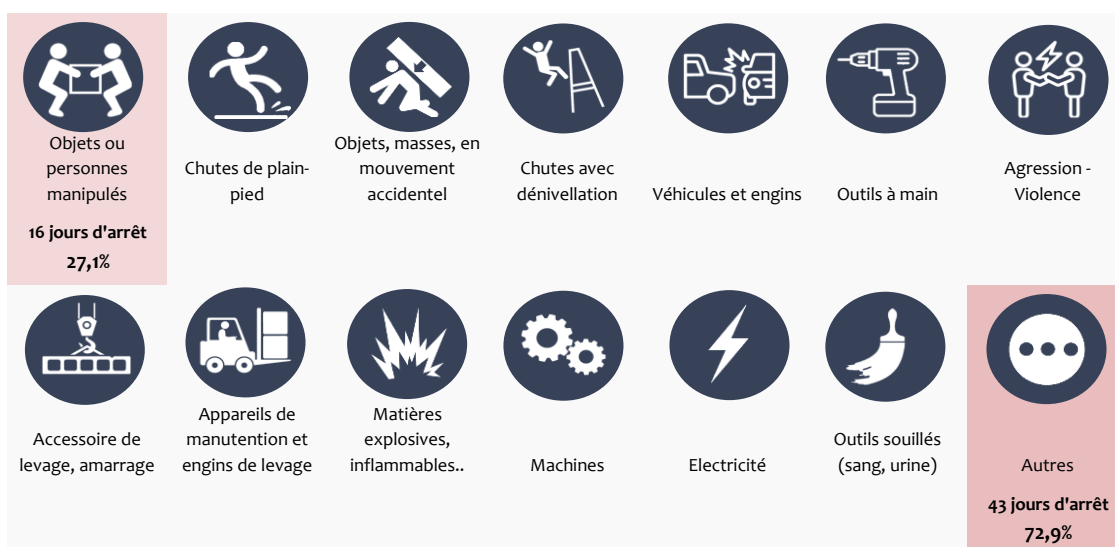 Objets ou
personnes
manipulés
16 jours d'arrêt
27,1%
Chutes de plain-
pied
Objets, masses, en
mouvement
accidentel
Chutes avec
dénivellation
Véhicules et engins
Outils à main
Agression -
Violence
Accessoire de
levage, amarrage
Appareils de
manutention et
engins de levage
Matières
explosives,
inflammables..
Machines
Electricité
Outils souillés
(sang, urine)
Autres
43 jours d'arrêt
72,9%